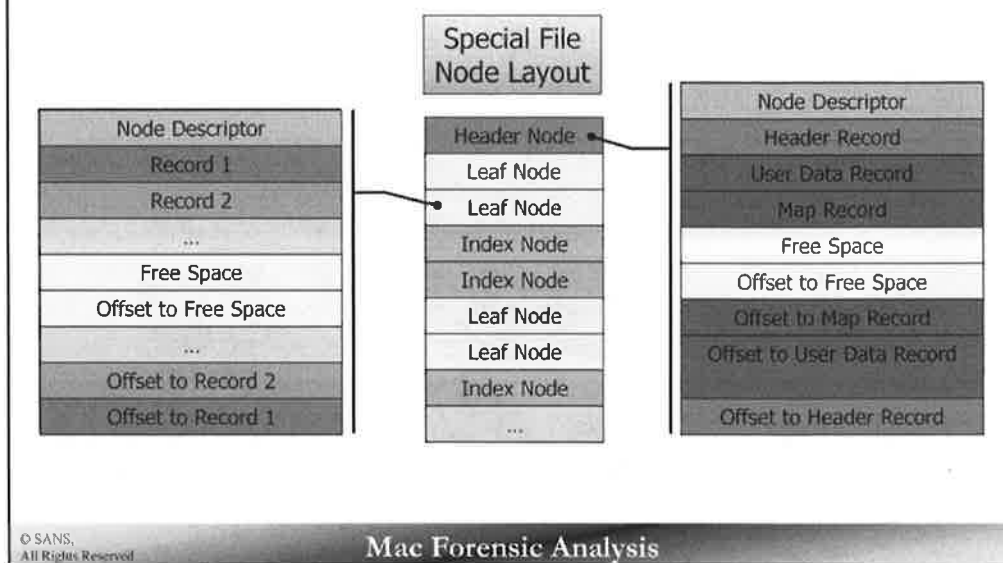 Special File
Node Layout
Node Descriptor
Record 1
Record 2
...
Free Space
Offset to Free Space
...
Offset to Record 2
Offset to Record 1
Header Node
Leaf Node
Leaf Node
Index Node
Index Node
Leaf Node
Leaf Node
Index Node
...
Node Descriptor
Header Record
User Data Record
Map Record
Free Space
Offset to Free Space
Offset to Map Record
Offset to User Data Record
Offset to Header Record
© SANS,
All Rights Reserved
Mac Forensic Analysis